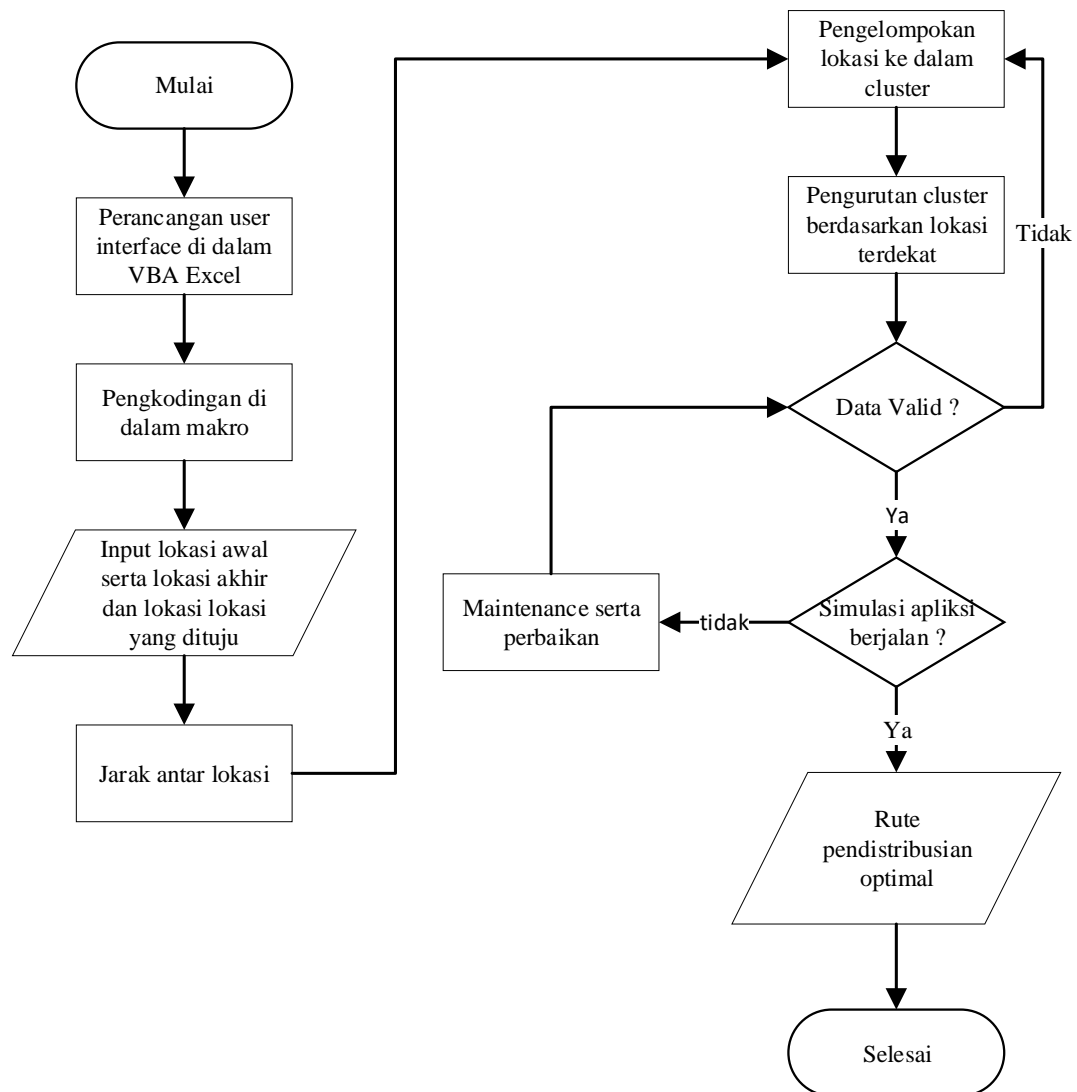 Mulai
Perancangan user
interface di dalam
VBA Excel
Pengkodingan di
dalam makro
Input lokasi awal
serta lokasi akhir
dan lokasi lokasi
yang dituju
Jarak antar lokasi
Pengelompokan
lokasi ke dalam
cluster
Pengurutan cluster
berdasarkan lokasi
terdekat
Tidak
Data Valid ?
Ya
Simulasi apliksi
berjalan ?
tidak
Maintenance serta
perbaikan
Ya
Rute
pendistribusian
optimal
Selesai